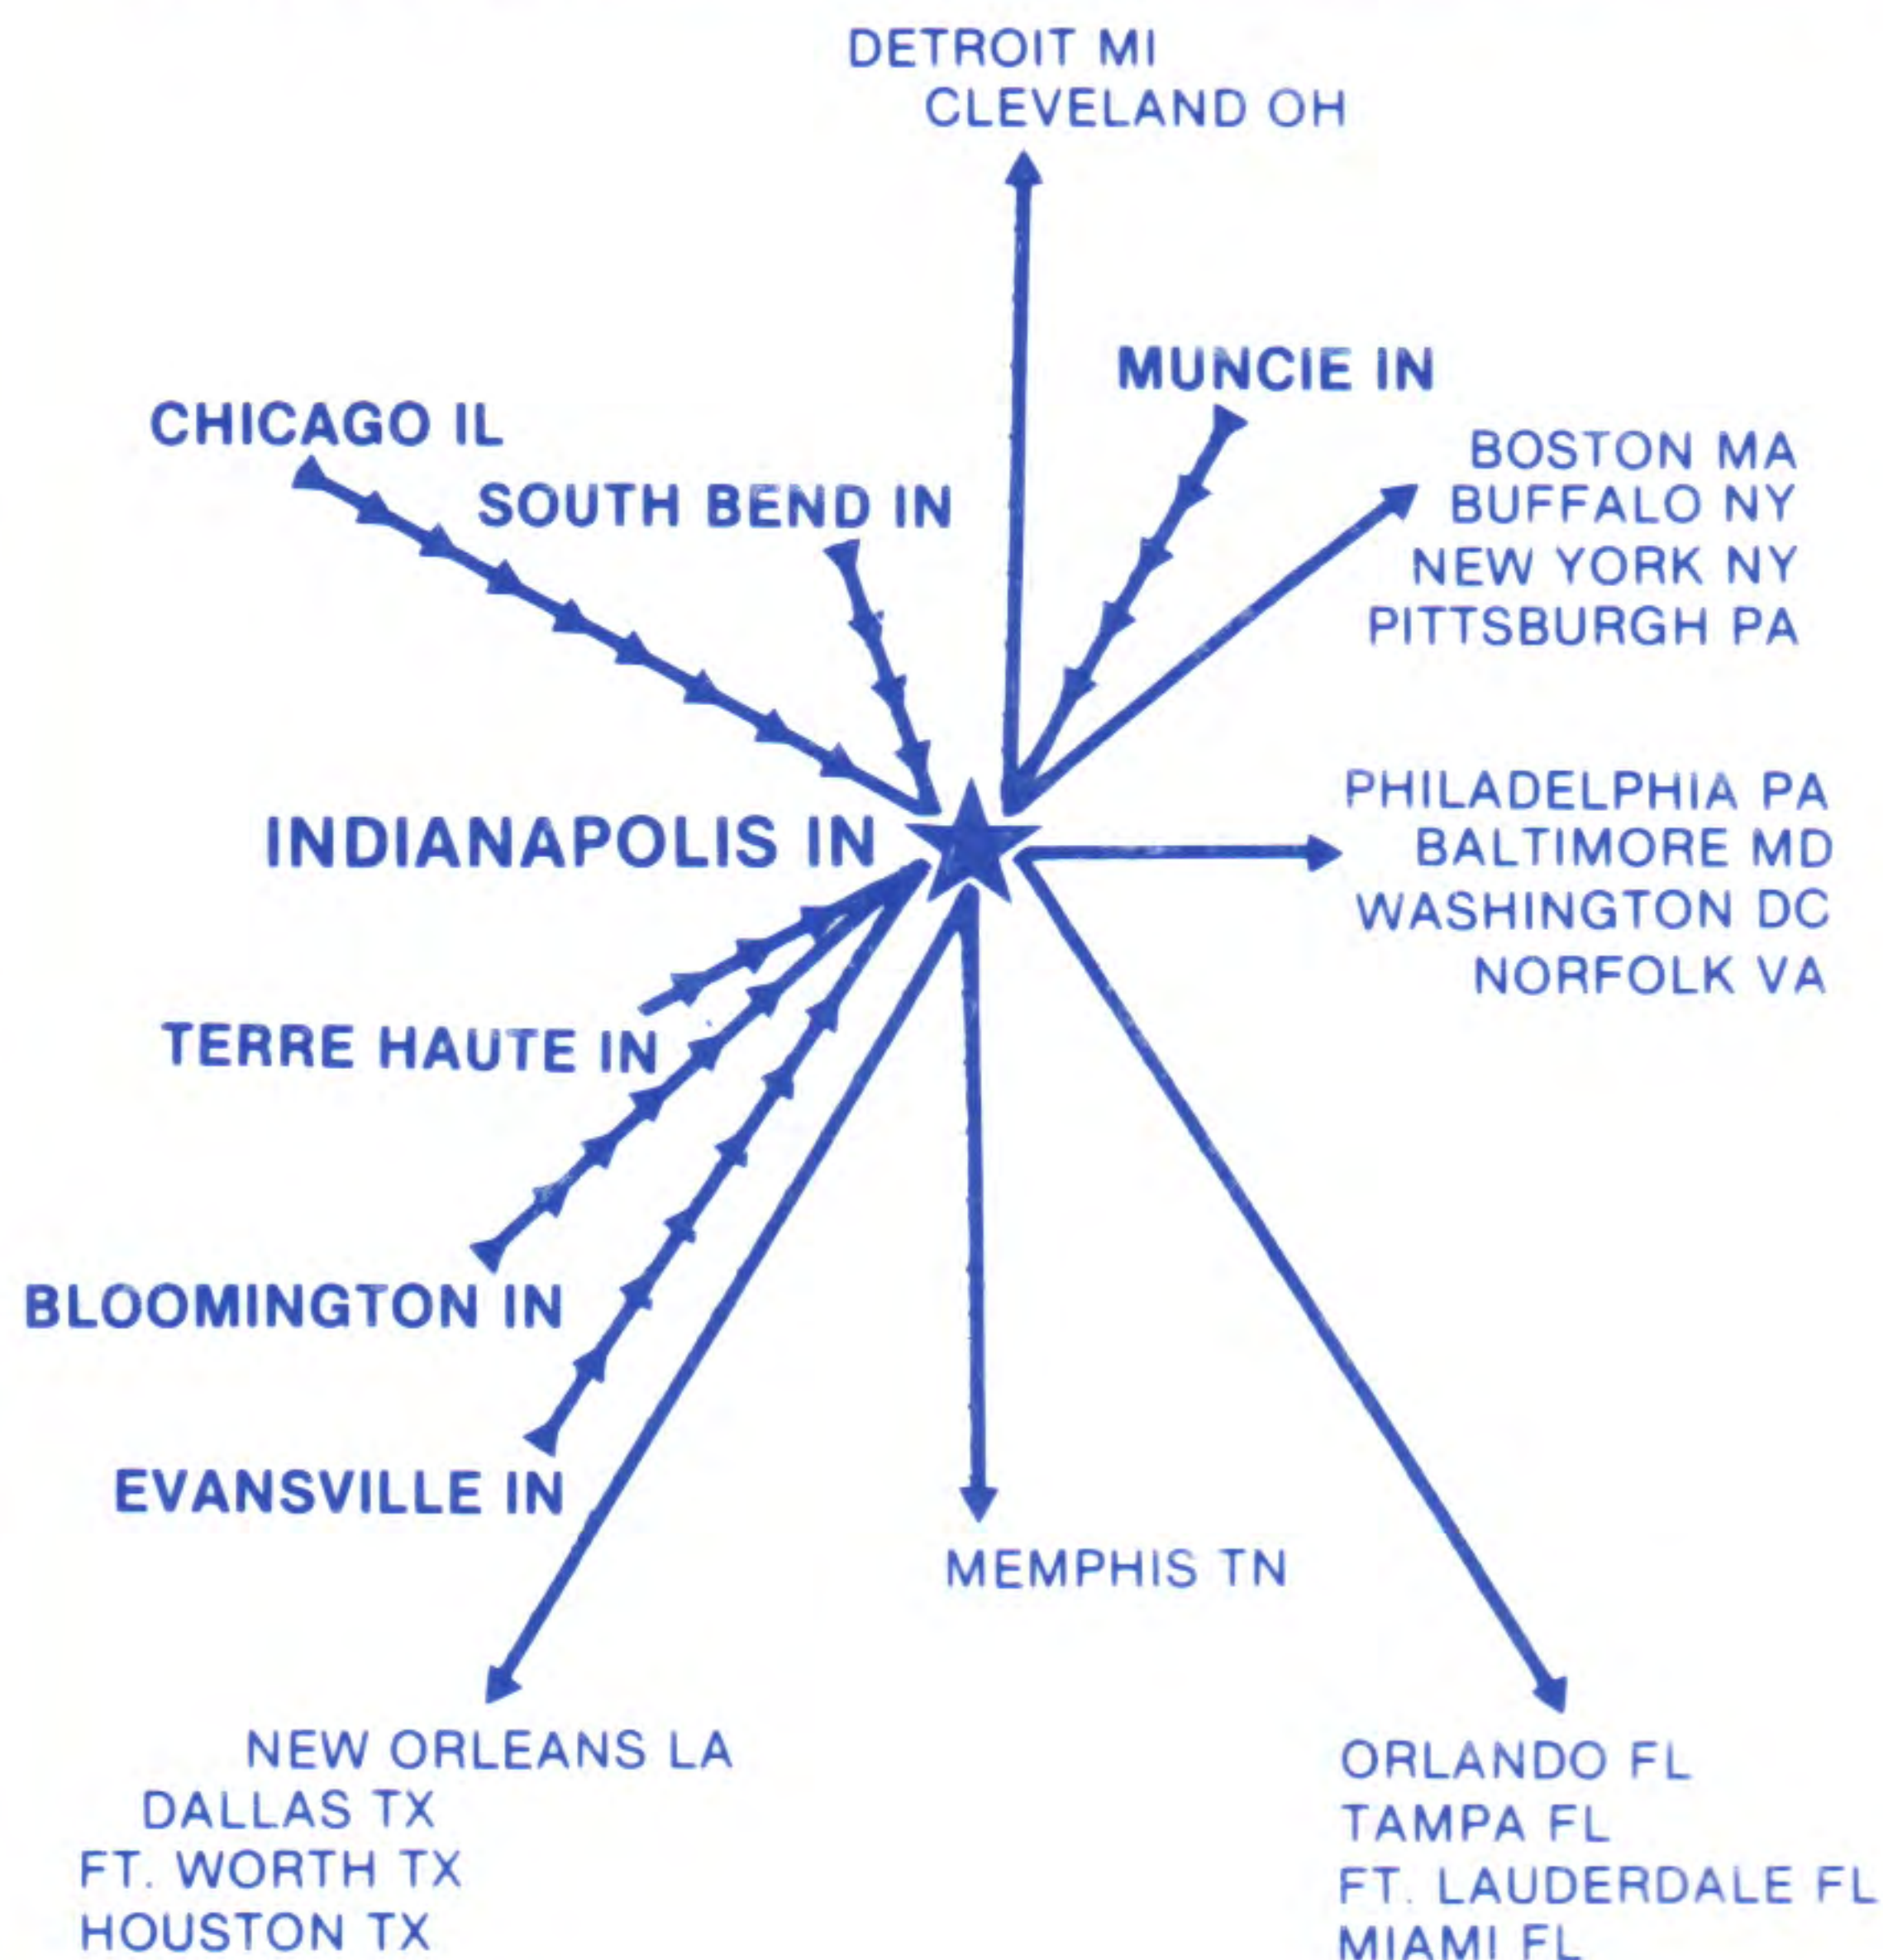 DETROIT MI
CLEVELAND OH
MUNCIE IN
CHICAGO IL
SOUTH BEND IN
BOSTON MA
BUFFALO NY
NEW YORK NY
PITTSBURGH PA
INDIANAPOLIS IN
PHILADELPHIA PA
BALTIMORE MD
WASHINGTON DC
NORFOLK VA
TERRE HAUTE IN
BLOOMINGTON IN
EVANSVILLE IN
MEMPHIS TN
NEW ORLEANS LA
DALLAS TX
FT. WORTH TX
HOUSTON TX
ORLANDO FL
TAMPA FL
FT. LAUDERDALE FL
MIAMI FL